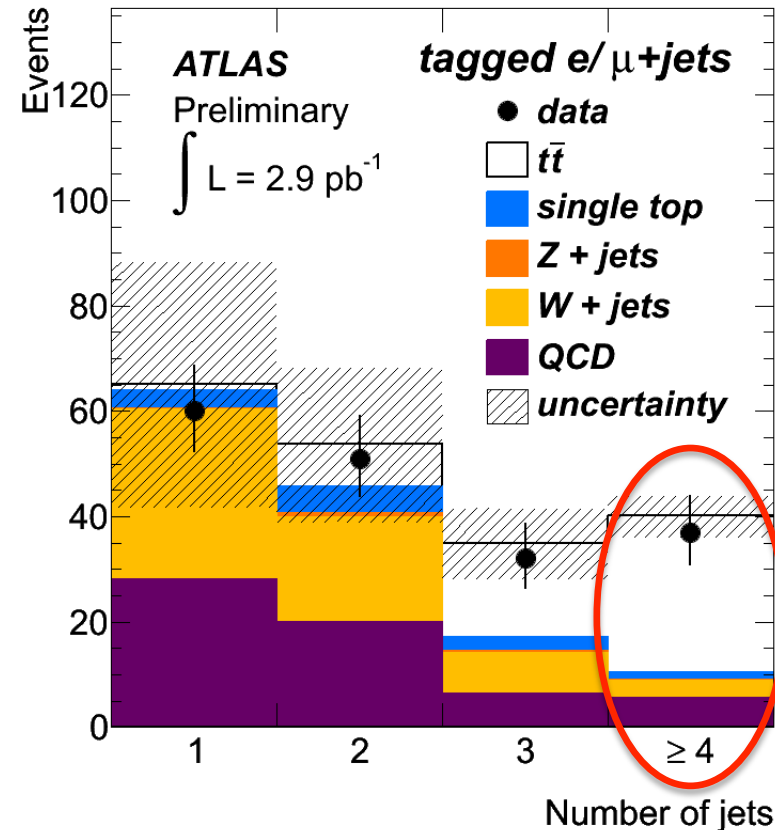 Events
120
100
80
60
40
20
0
ATLAS
Preliminary
∫ L = 2.9 pb⁻¹
tagged e/ μ+jets
data
tt̄
single top
Z + jets
W + jets
QCD
uncertainty
1 2 3 ≥ 4
Number of jets